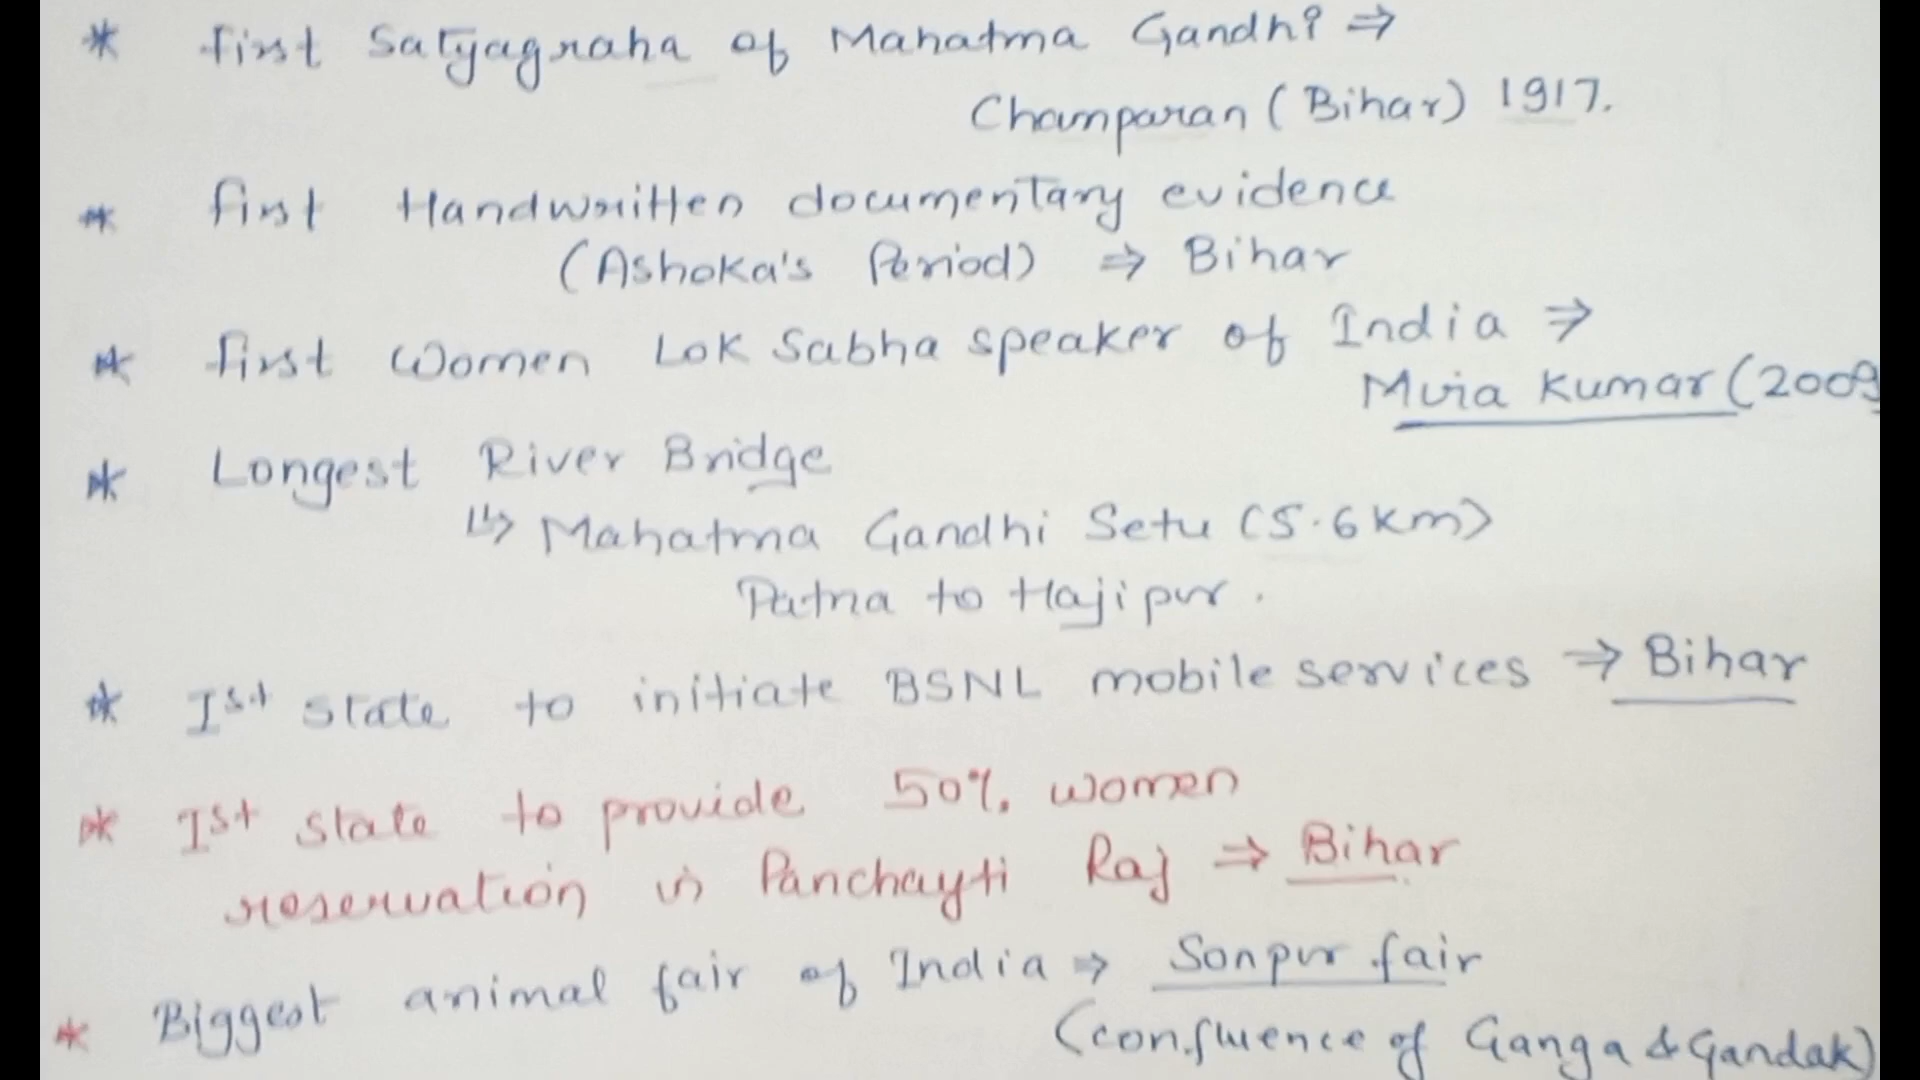 * First Satyagraha of Mahatma Gandhi ⇒
Champaran (Bihar) 1917.
* First Handwritten documentary evidence
(Ashoka's Period) ⇒ Bihar
* First Women Lok Sabha speaker of India ⇒
Mira Kumar (2009
* Longest River Bridge
↳ Mahatma Gandhi Setu (5.6 km)
Patna to Hajipur.
* Ist state to initiate BSNL mobile services ⇒ Bihar
* Ist state to provide 50% women
reservation in Panchayti Raj ⇒ Bihar
* Biggest animal fair of India ⇒ Sonpur fair
(confluence of Ganga & Gandak)